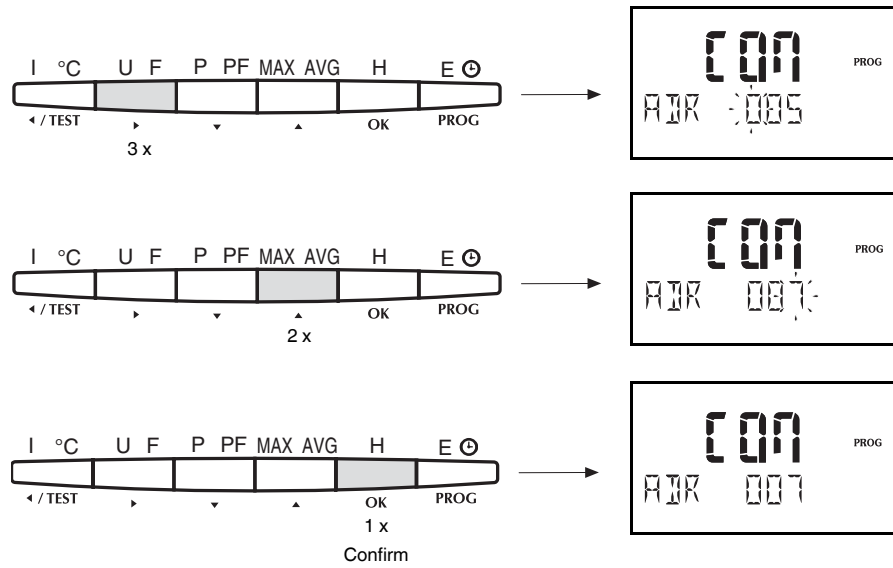 I °C U F P PF MAX AVG H E
/ TEST OK PROG
3 x
COM PROG
ADR 005
I °C U F P PF MAX AVG H E
/ TEST OK PROG
2 x
COM PROG
ADR 007
I °C U F P PF MAX AVG H E
/ TEST OK PROG
1 x
Confirm
COM PROG
ADR 007